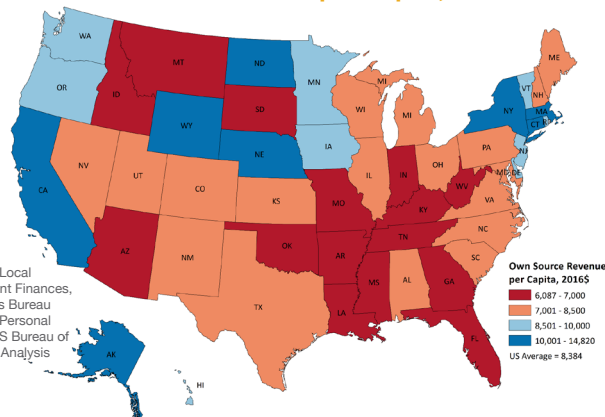 WA
MT
ND
MN
ME
OR
ID
SD
WI
MI
MI
VT
NH
NY
MA
CT
WY
IA
NE
PA
NJ
NV
UT
CO
IL
IN
OH
MD
DE
CA
KS
MO
WV
VA
KY
AZ
NM
OK
AR
TN
NC
SC
TX
LA
MS
AL
GA
FL
AK
HI
Local
nt Finances,
s Bureau
Personal
S Bureau of
Analysis
Own Source Revenue
per Capita, 2016$
6,087 - 7,000
7,001 - 8,500
8,501 - 10,000
10,001 - 14,820
US Average = 8,384